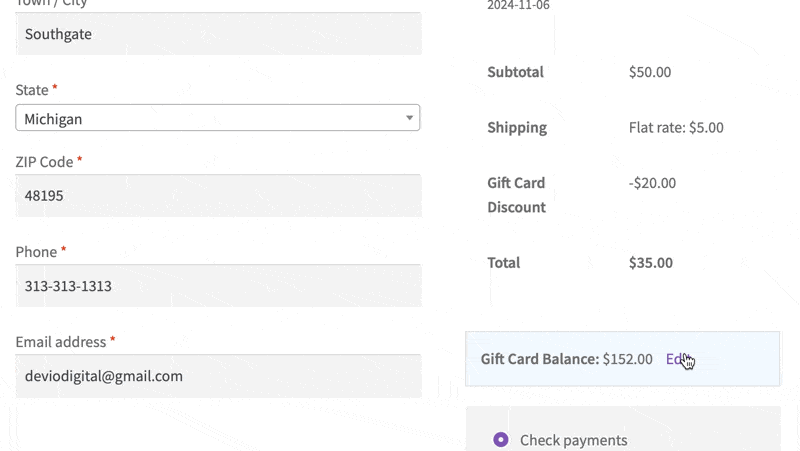 Town / City
Southgate
State *
Michigan
ZIP Code *
48195
Phone *
313-313-1313
Email address *
deviodigital@gmail.com
2024-11-06
Subtotal $50.00
Shipping Flat rate: $5.00
Gift Card -$20.00
Discount
Total $35.00
Gift Card Balance: $152.00
Check payments